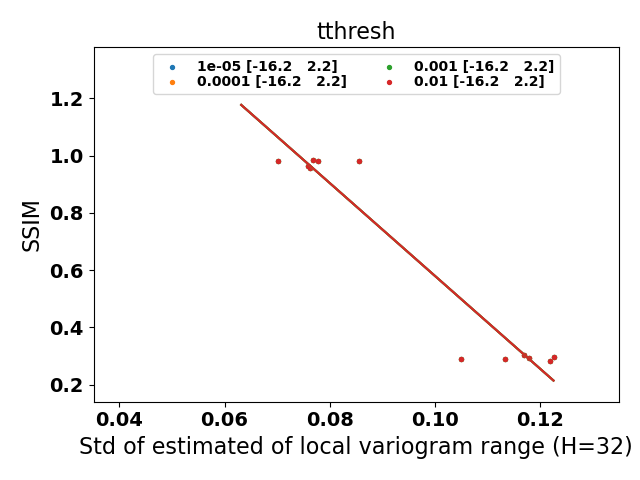 tthresh
1e-05 [-16.2   2.2]
0.0001 [-16.2   2.2]
0.001 [-16.2   2.2]
0.01 [-16.2   2.2]
SSIM
1.2
1.0
0.8
0.6
0.4
0.2
0.04 0.06 0.08 0.10 0.12
Std of estimated of local variogram range (H=32)